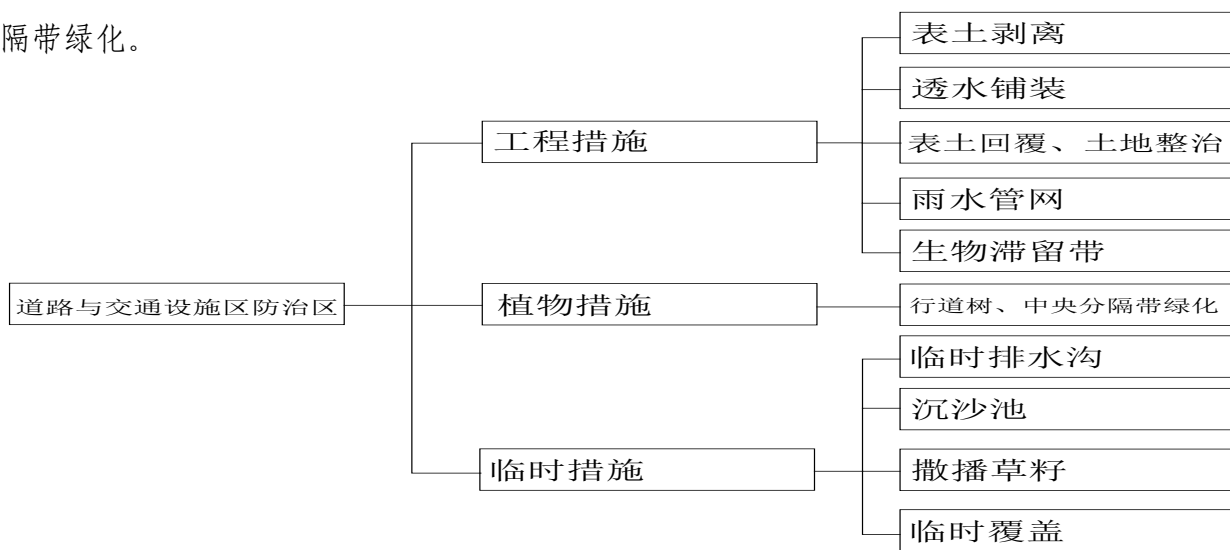 隔带绿化。
表土剥离
透水铺装
工程措施
表土回覆、土地整治
雨水管网
生物滞留带
道路与交通设施区防治区
植物措施
行道树、中央分隔带绿化
临时排水沟
沉沙池
临时措施
撒播草籽
临时覆盖